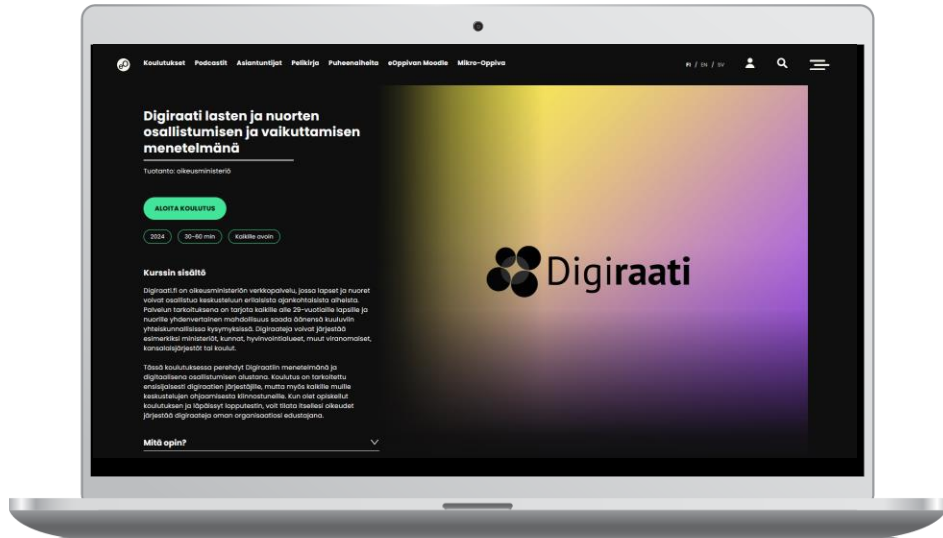 eO
Koulutukset Podcastit Asiantuntijat Pelikirja Puheenaiheita eOppivan Moodle Mikro-Oppiva
FI / EN / SV
Digiraati lasten ja nuorten
osallistumisen ja vaikuttamisen
menetelmänä
Tuotanto: oikeusministeriö
ALOITA KOULUTUS
2024 30-60 min Kaikille avoin
Kurssin sisältö
Digiraati.fi on oikeusministeriön verkkopalvelu, jossa lapset ja nuoret
voivat osallistua keskusteluun erilaisista ajankohtaisista aiheista.
Palvelun tarkoituksena on tarjota kaikille alle 29-vuotiaille lapsille ja
nuorille yhdenvertainen mahdollisuus saada äänensä kuuluviin
yhteiskunnallisissa kysymyksissä. Digiraateja voivat järjestää
esimerkiksi ministeriöt, kunnat, hyvinvointialueet, muut viranomaiset,
kansalaisjärjestöt tai koulut.
Tässä koulutuksessa perehdyt Digiraatiin menetelmänä ja
digitaalisena osallistumisen alustana. Koulutus on tarkoitettu
ensisijaisesti digiraatien järjestäjille, mutta myös kaikille muille
keskustelujen ohjaamisesta kiinnostuneille. Kun olet opiskellut
koulutuksen ja läpäissyt lopputestin, voit tilata itsellesi oikeudet
järjestää digiraateja oman organisaatiosi edustajana.
Mitä opin?
Digiraati